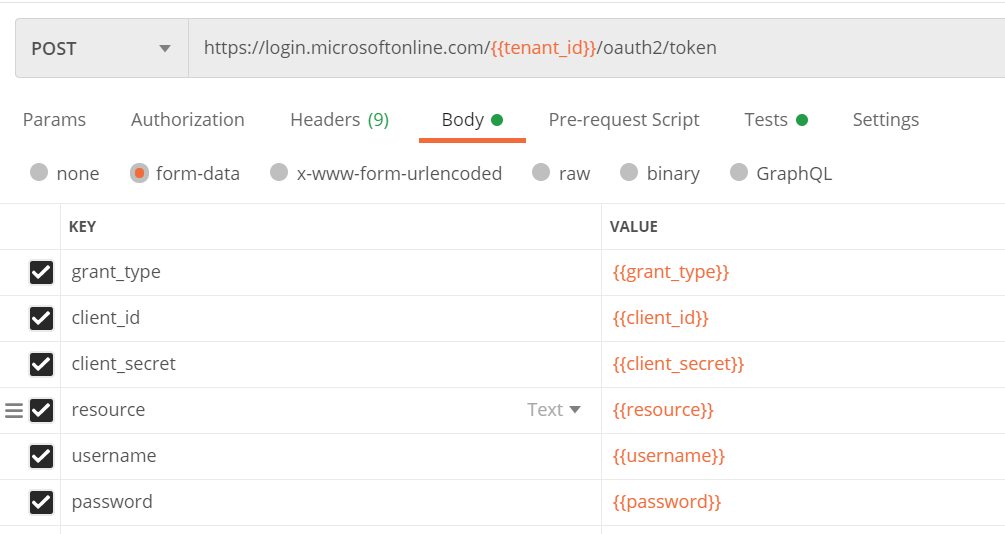 POST https://login.microsoftonline.com/{{tenant_id}}/oauth2/token
Params Authorization Headers (9) Body Pre-request Script Tests Settings
none form-data x-www-form-urlencoded raw binary GraphQL
KEY VALUE
grant_type {{grant_type}}
client_id {{client_id}}
client_secret {{client_secret}}
resource Text {{resource}}
username {{username}}
password {{password}}